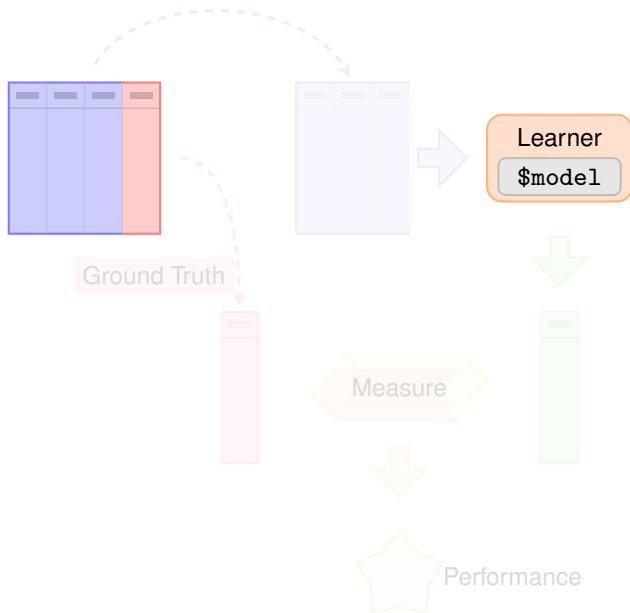 Learner
$model
Ground Truth
Measure
Performance